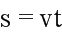 s = vt